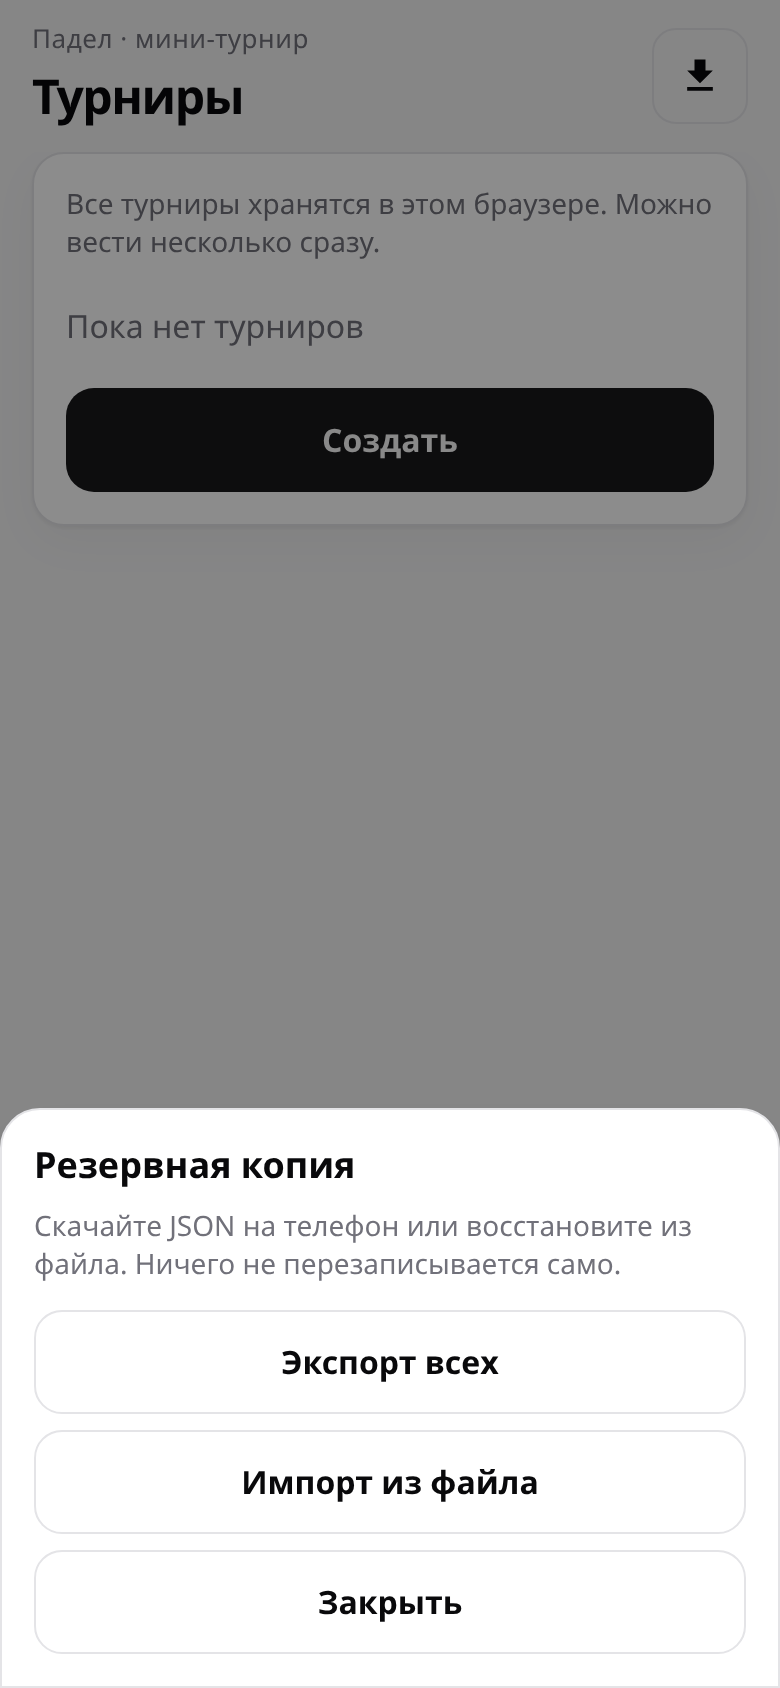 Падел · мини-турнир
Турниры
Все турниры хранятся в этом браузере. Можно
вести несколько сразу.
Пока нет турниров
Создать
Резервная копия
Скачайте JSON на телефон или восстановите из
файла. Ничего не перезаписывается само.
Экспорт всех
Импорт из файла
Закрыть